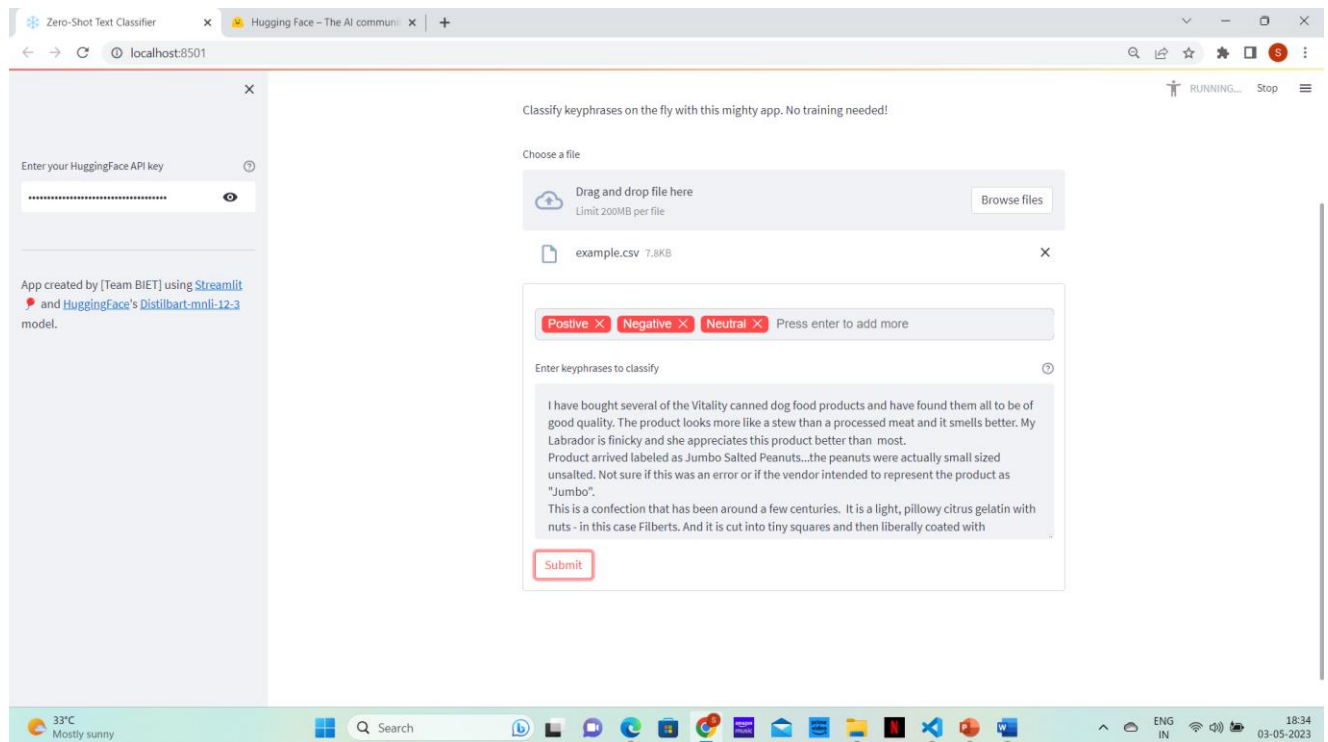 Zero-Shot Text Classifier
Hugging Face – The AI communi
localhost:8501
S
RUNNING...
Stop
Enter your HuggingFace API key
App created by [Team BIET] using Streamlit
and HuggingFace's Distilbart-mnli-12-3
model.
Classify keyphrases on the fly with this mighty app. No training needed!
Choose a file
Drag and drop file here
Limit 200MB per file
Browse files
example.csv 7.8KB
Postive
Negative
Neutral
Press enter to add more
Enter keyphrases to classify
I have bought several of the Vitality canned dog food products and have found them all to be of
good quality. The product looks more like a stew than a processed meat and it smells better. My
Labrador is finicky and she appreciates this product better than  most.
Product arrived labeled as Jumbo Salted Peanuts...the peanuts were actually small sized
unsalted. Not sure if this was an error or if the vendor intended to represent the product as
"Jumbo".
This is a confection that has been around a few centuries.  It is a light, pillowy citrus gelatin with
nuts - in this case Filberts. And it is cut into tiny squares and then liberally coated with
Submit
33°C
Mostly sunny
Search
ENG
IN
18:34
03-05-2023